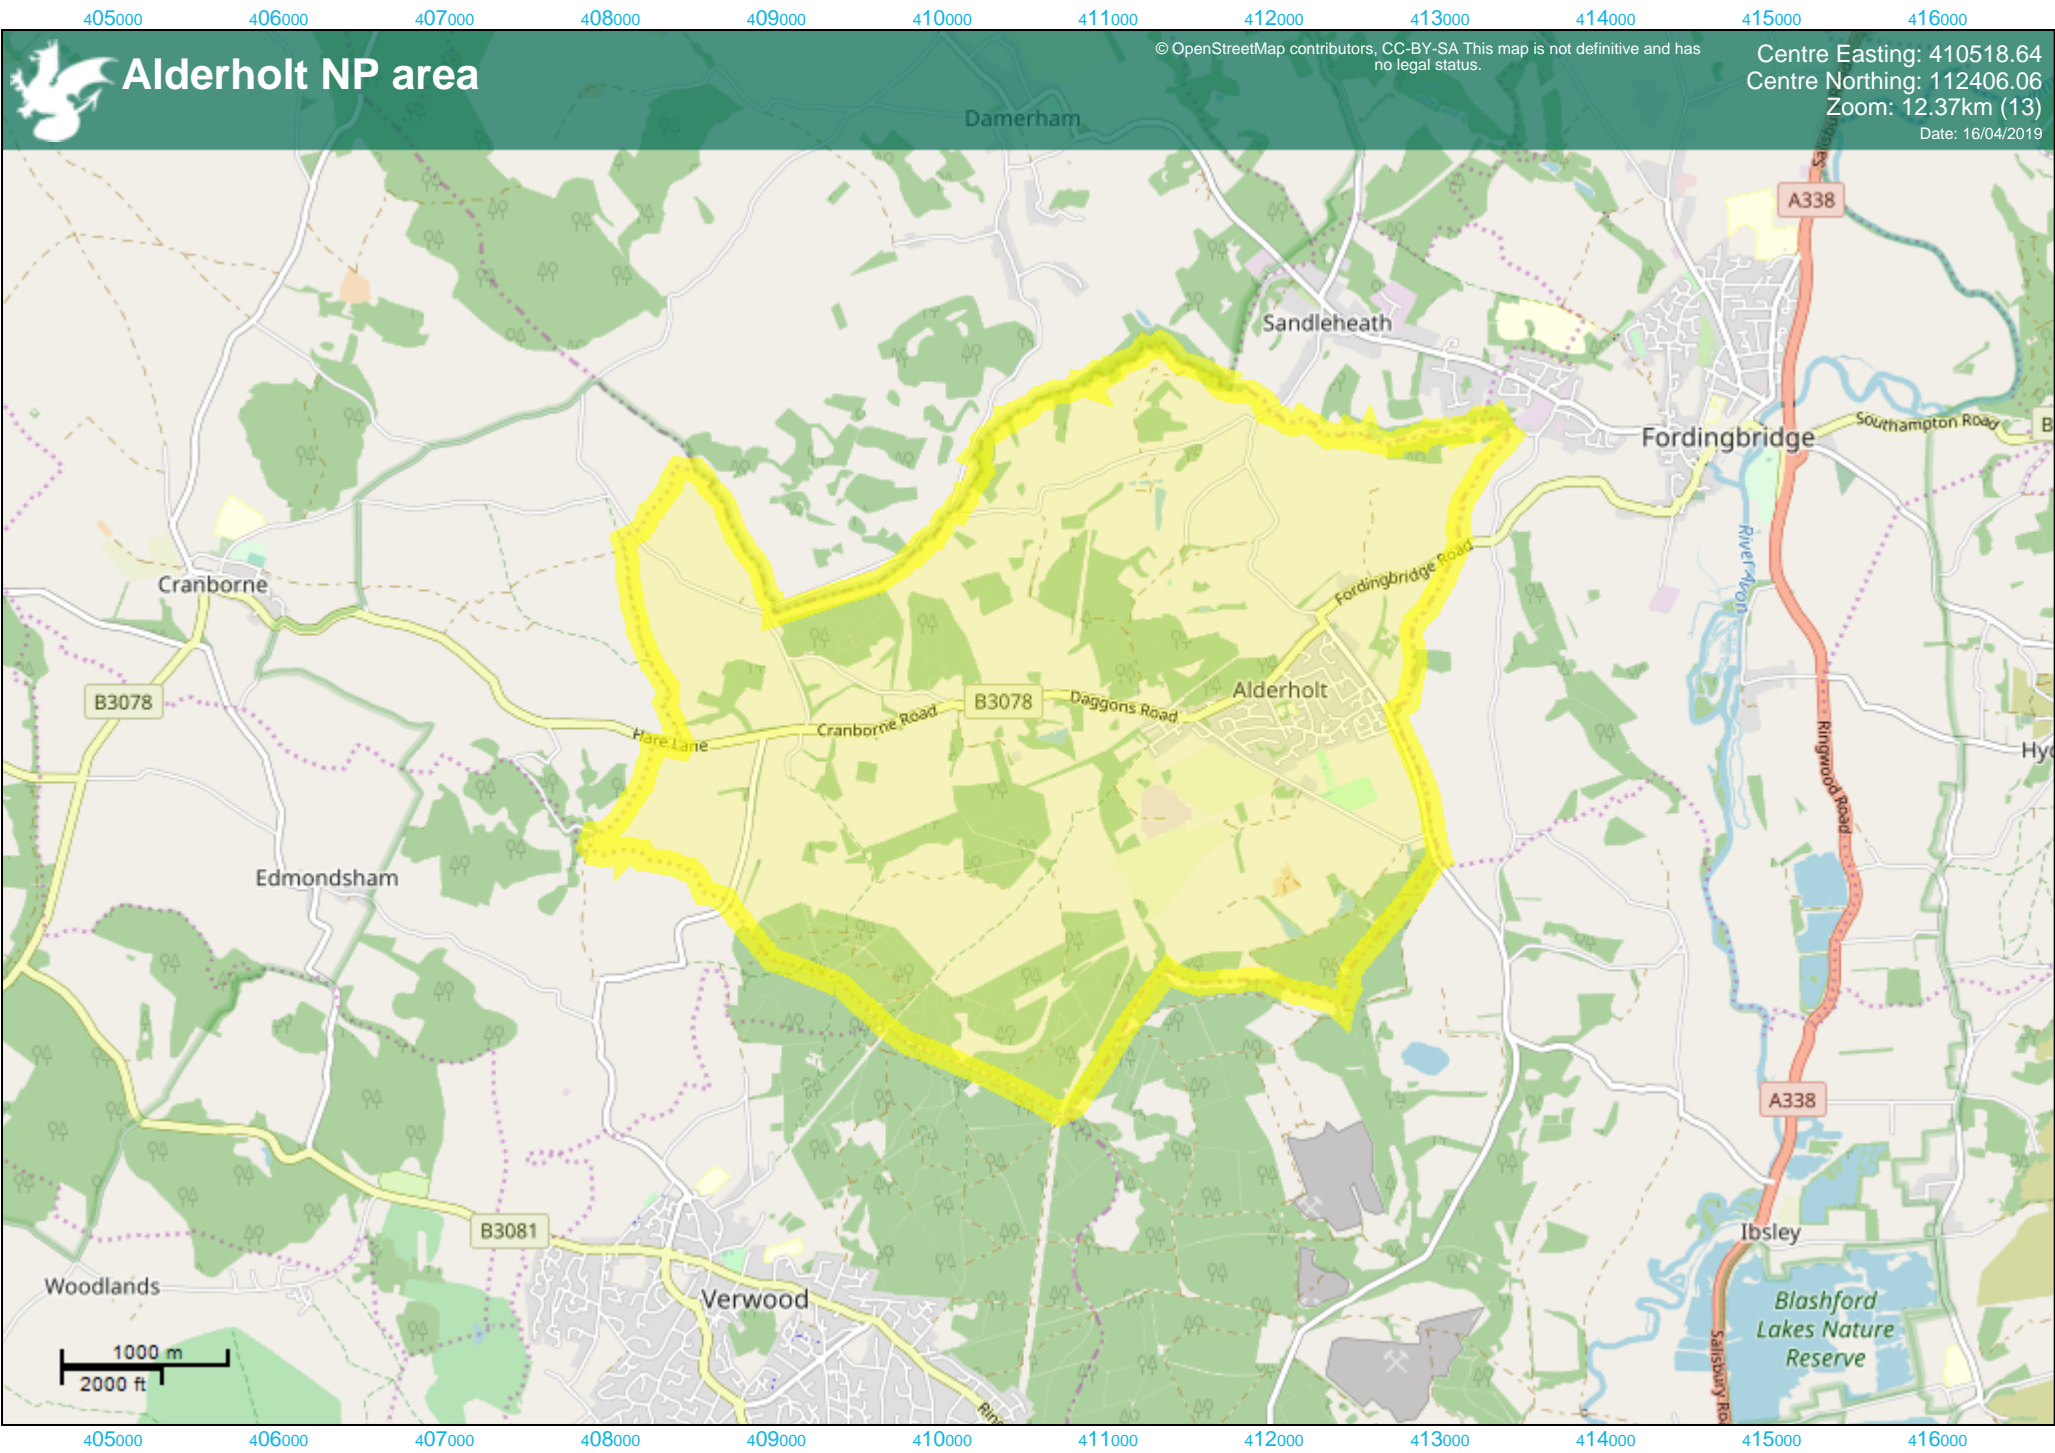 405000 406000 407000 408000 409000 410000 411000 412000 413000 414000 415000 416000
Alderholt NP area
© OpenStreetMap contributors, CC-BY-SA This map is not definitive and has
no legal status.
Centre Easting: 410518.64
Centre Northing: 112406.06
Zoom: 12.37km (13)
Date: 16/04/2019
Damerham
A338
Sandleheath
Fordingbridge
Southampton Road
B
River Avon
Fordingbridge Road
Cranborne
B3078
Alderholt
B3078
Daggons Road
Cranborne Road
Hare Lane
Ringwood Road
Edmondsham
A338
B3081
Ibsley
Woodlands
Verwood
Blashford
Lakes Nature
Reserve
1000 m
2000 ft
405000 406000 407000 408000 409000 410000 411000 412000 413000 414000 415000 416000